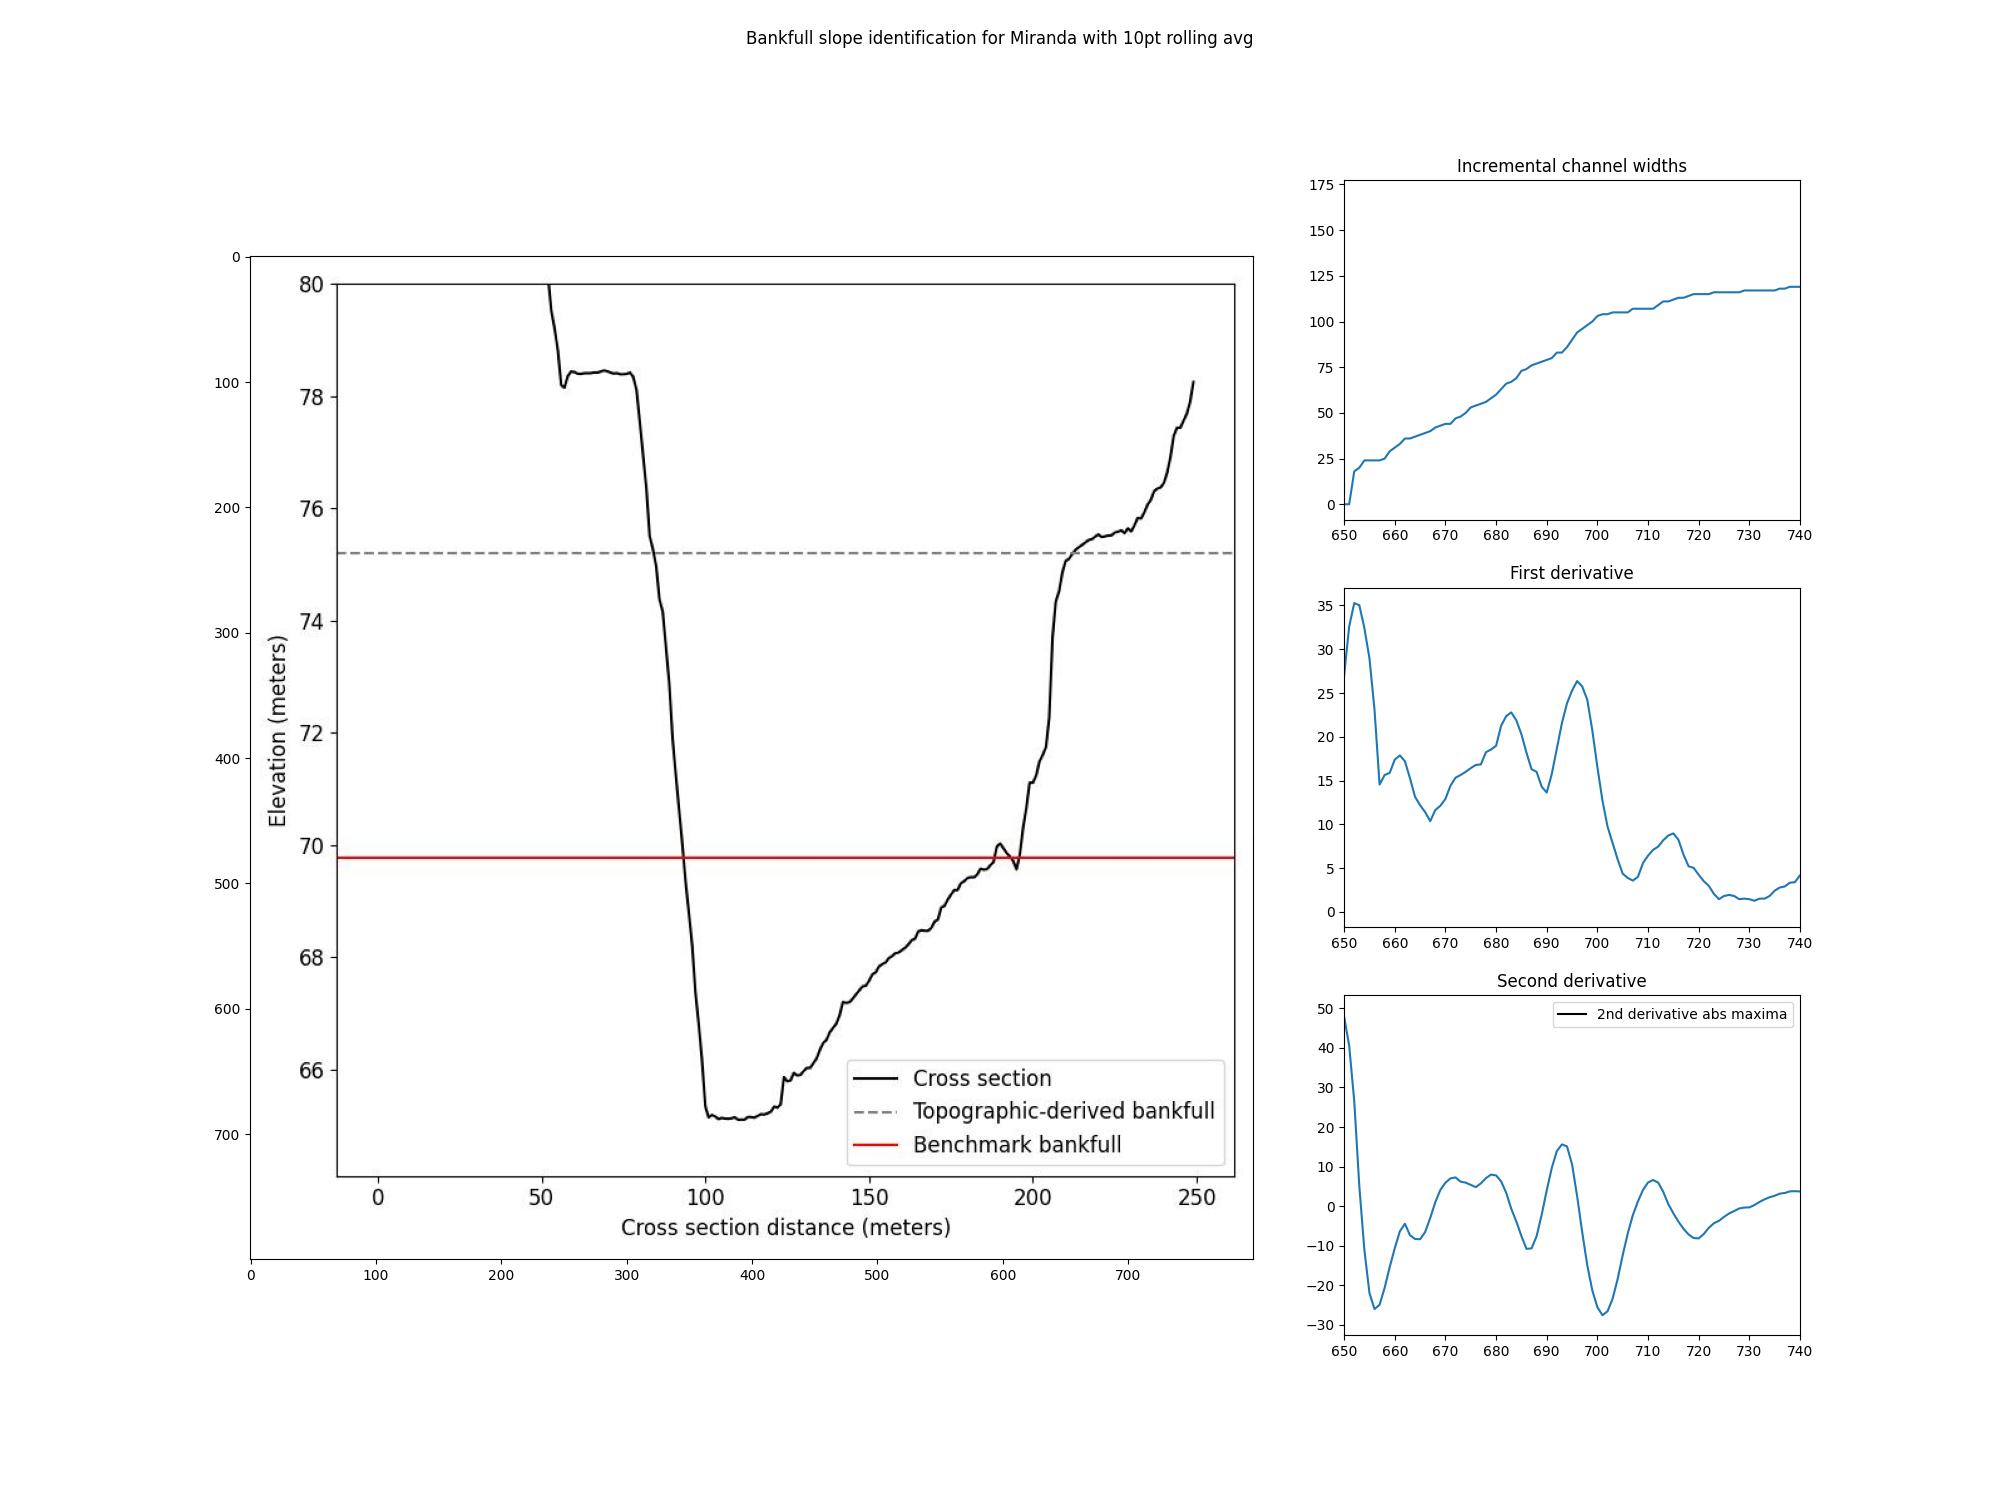 Bankfull slope identification for Miranda with 10pt rolling avg
0
100
200
300
400
500
600
700
0 100 200 300 400 500 600 700
80
78
76
74
72
70
68
66
Elevation (meters)
Cross section
Topographic-derived bankfull
Benchmark bankfull
0 50 100 150 200 250
Cross section distance (meters)
Incremental channel widths
175
150
125
100
75
50
25
0
650 660 670 680 690 700 710 720 730 740
First derivative
35
30
25
20
15
10
5
0
650 660 670 680 690 700 710 720 730 740
Second derivative
2nd derivative abs maxima
50
40
30
20
10
0
−10
−20
−30
650 660 670 680 690 700 710 720 730 740